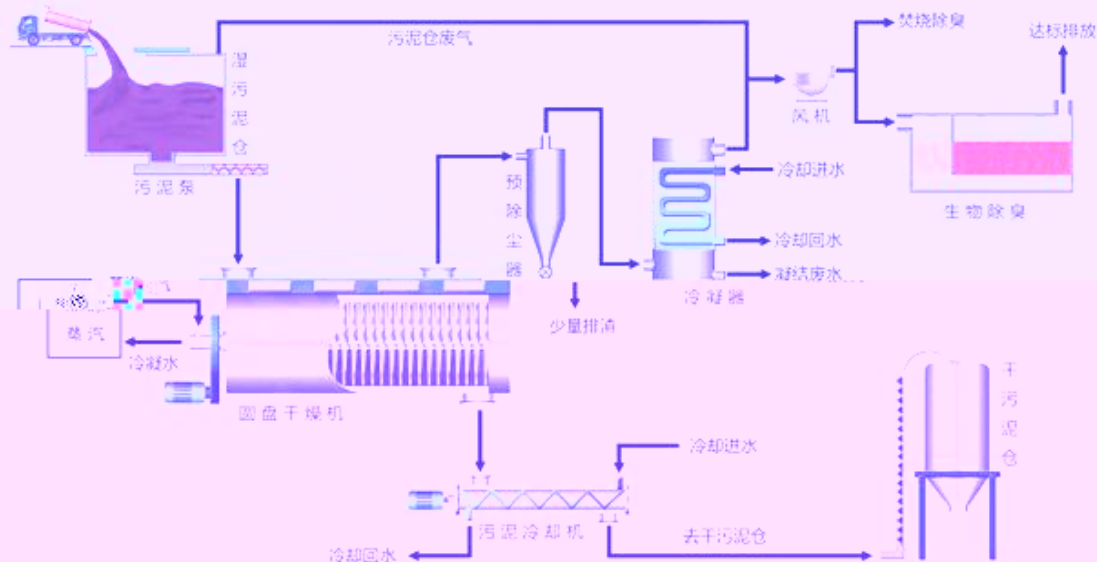 污泥仓废气
焚烧除臭
达标排放
湿污泥仓
风机
污泥泵
预除尘器
冷却进水
生物除臭
冷却回水
凝结废水
冷凝器
少量排渣
蒸汽
冷凝水
圆盘干燥机
干污泥仓
冷却进水
污泥冷却机
去干污泥仓
冷却回水